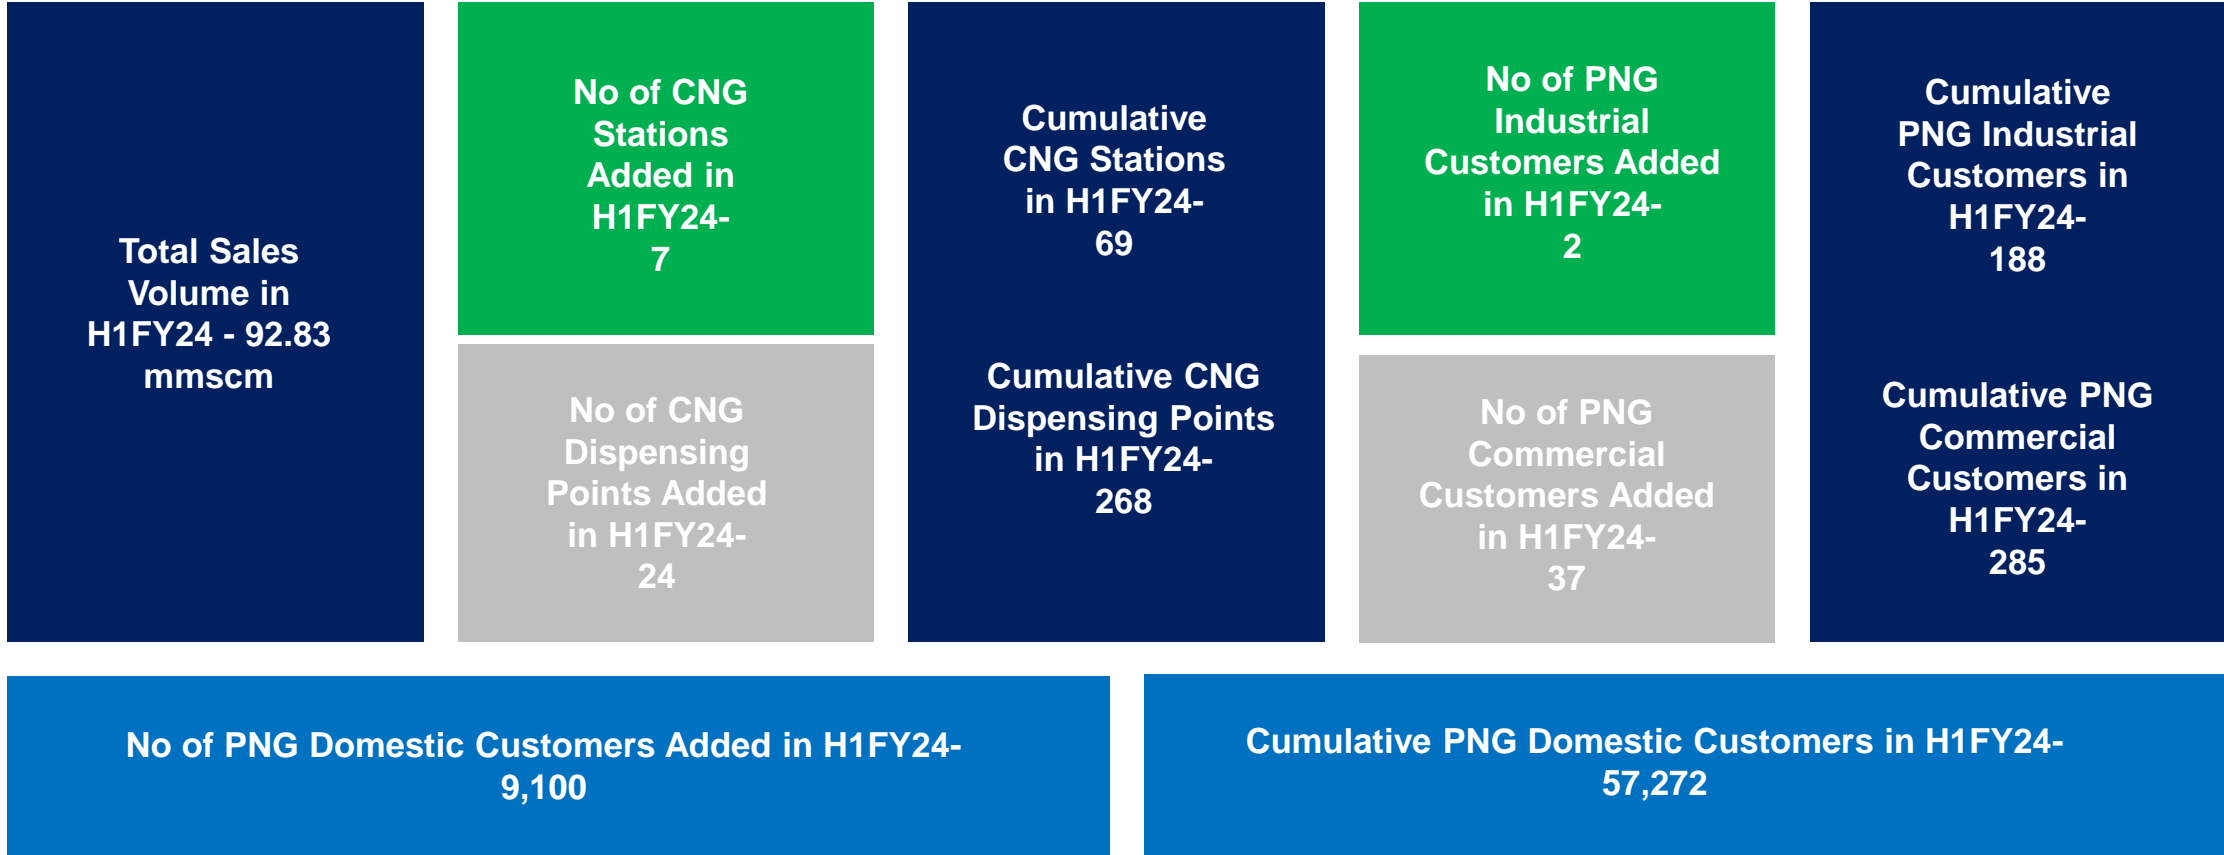 Total Sales
Volume in
H1FY24 - 92.83
mmscm
No of CNG
Stations
Added in
H1FY24-
7
No of CNG
Dispensing
Points Added
in H1FY24-
24
Cumulative
CNG Stations
in H1FY24-
69
Cumulative CNG
Dispensing Points
in H1FY24-
268
No of PNG
Industrial
Customers Added
in H1FY24-
2
No of PNG
Commercial
Customers Added
in H1FY24-
37
Cumulative
PNG Industrial
Customers in
H1FY24-
188
Cumulative PNG
Commercial
Customers in
H1FY24-
285
No of PNG Domestic Customers Added in H1FY24-
9,100
Cumulative PNG Domestic Customers in H1FY24-
57,272